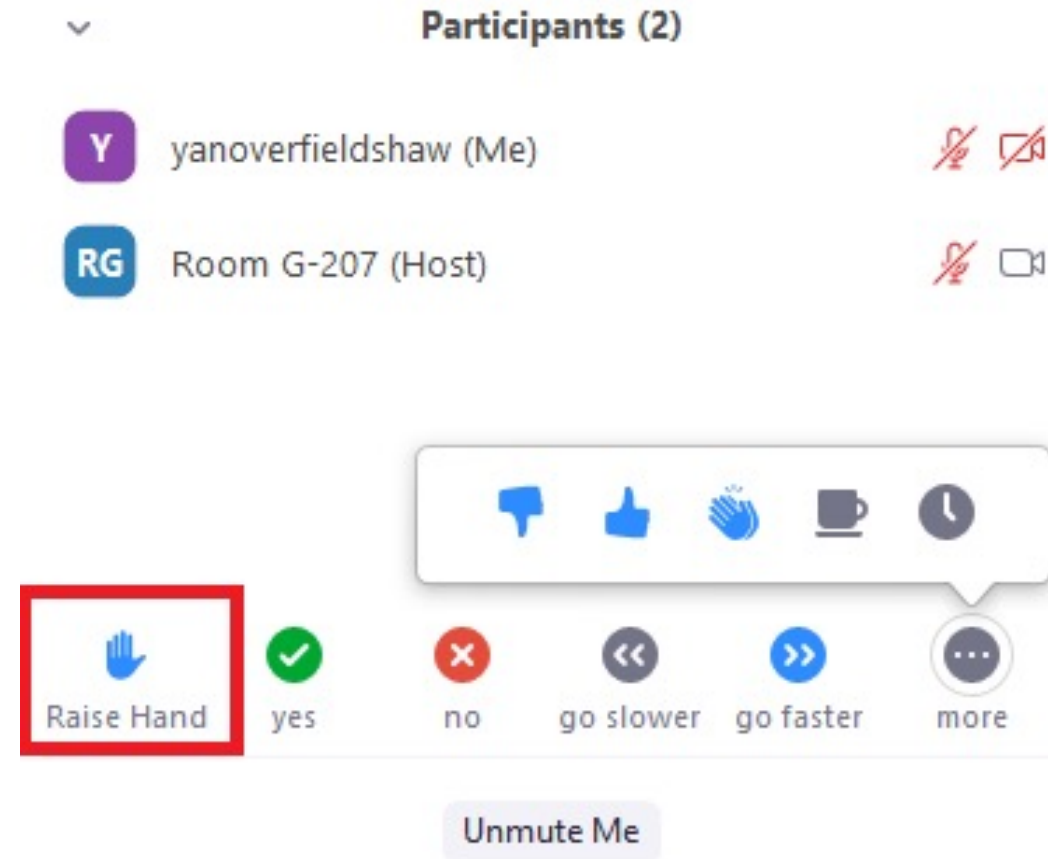 Participants (2)
Y yanoverfieldshaw (Me)
RG Room G-207 (Host)
Raise Hand yes no go slower go faster more
Unmute Me